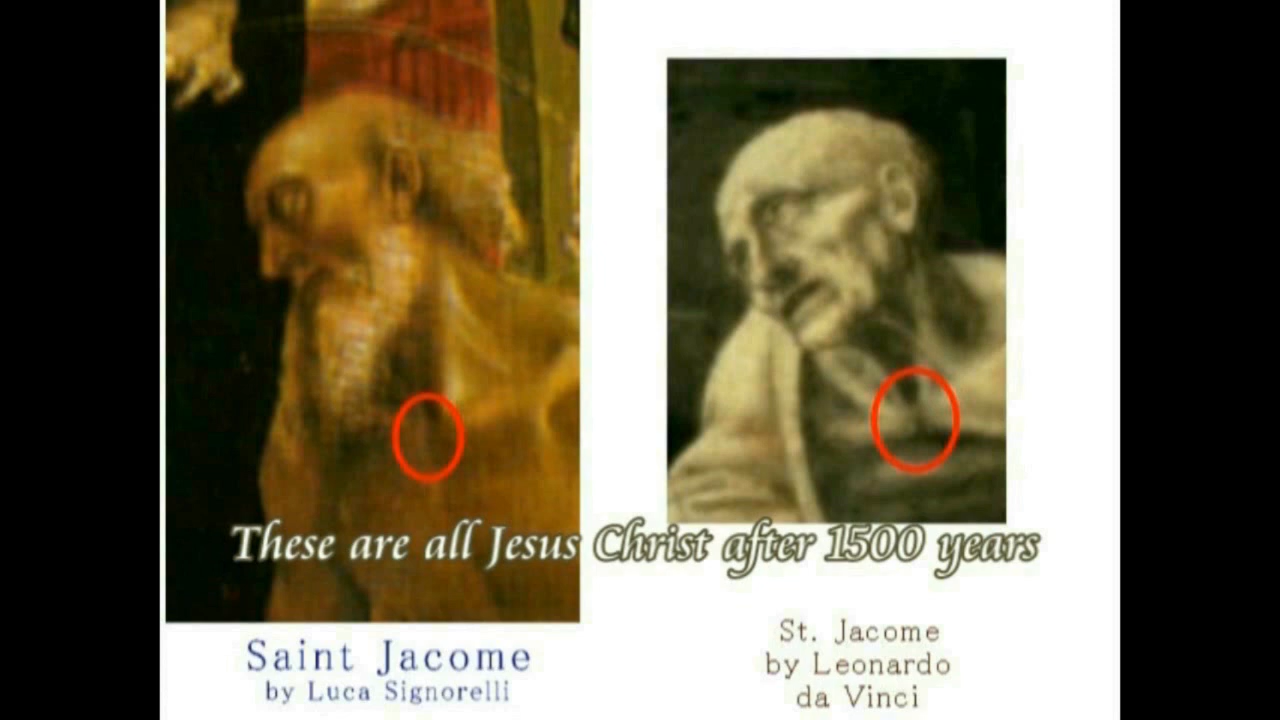 These are all Jesus Christ after 1500 years
Saint Jacome
by Luca Signorelli
St. Jacome
by Leonardo
da Vinci